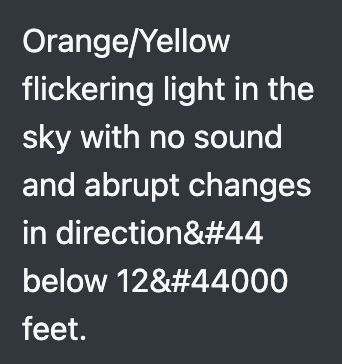 Orange/Yellow
flickering light in the
sky with no sound
and abrupt changes
in direction&#44
below 12&#44000
feet.